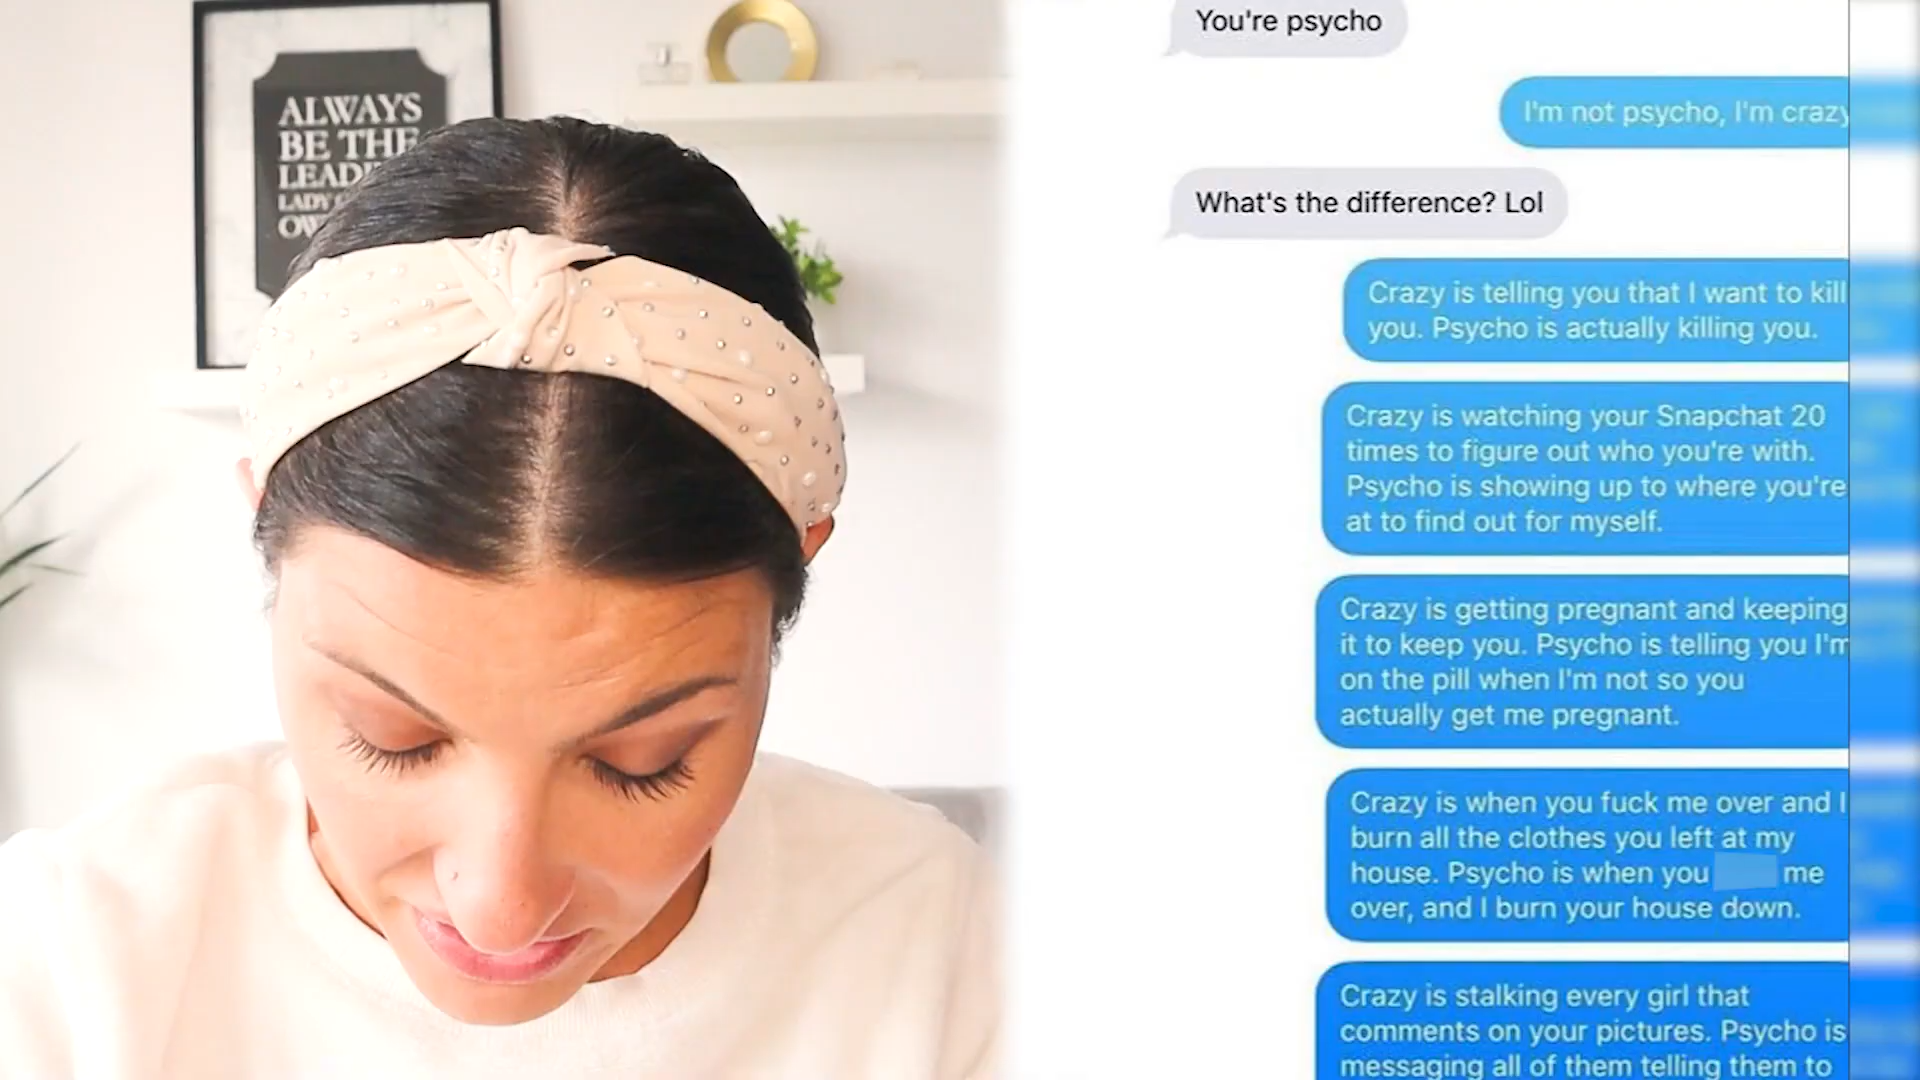 ALWAYS
BE THE
LADY
You're psycho
I'm not psycho, I'm crazy
What's the difference? Lol
Crazy is telling you that I want to kill
you. Psycho is actually killing you.
Crazy is watching your Snapchat 20
times to figure out who you're with.
Psycho is showing up to where you're
at to find out for myself.
Crazy is getting pregnant and keeping
it to keep you. Psycho is telling you I'm
on the pill when I'm not so you
actually get me pregnant.
Crazy is when you fuck me over and I
burn all the clothes you left at my
house. Psycho is when you me
over, and I burn your house down.
Crazy is stalking every girl that
comments on your pictures. Psycho is
messaging all of them telling them to